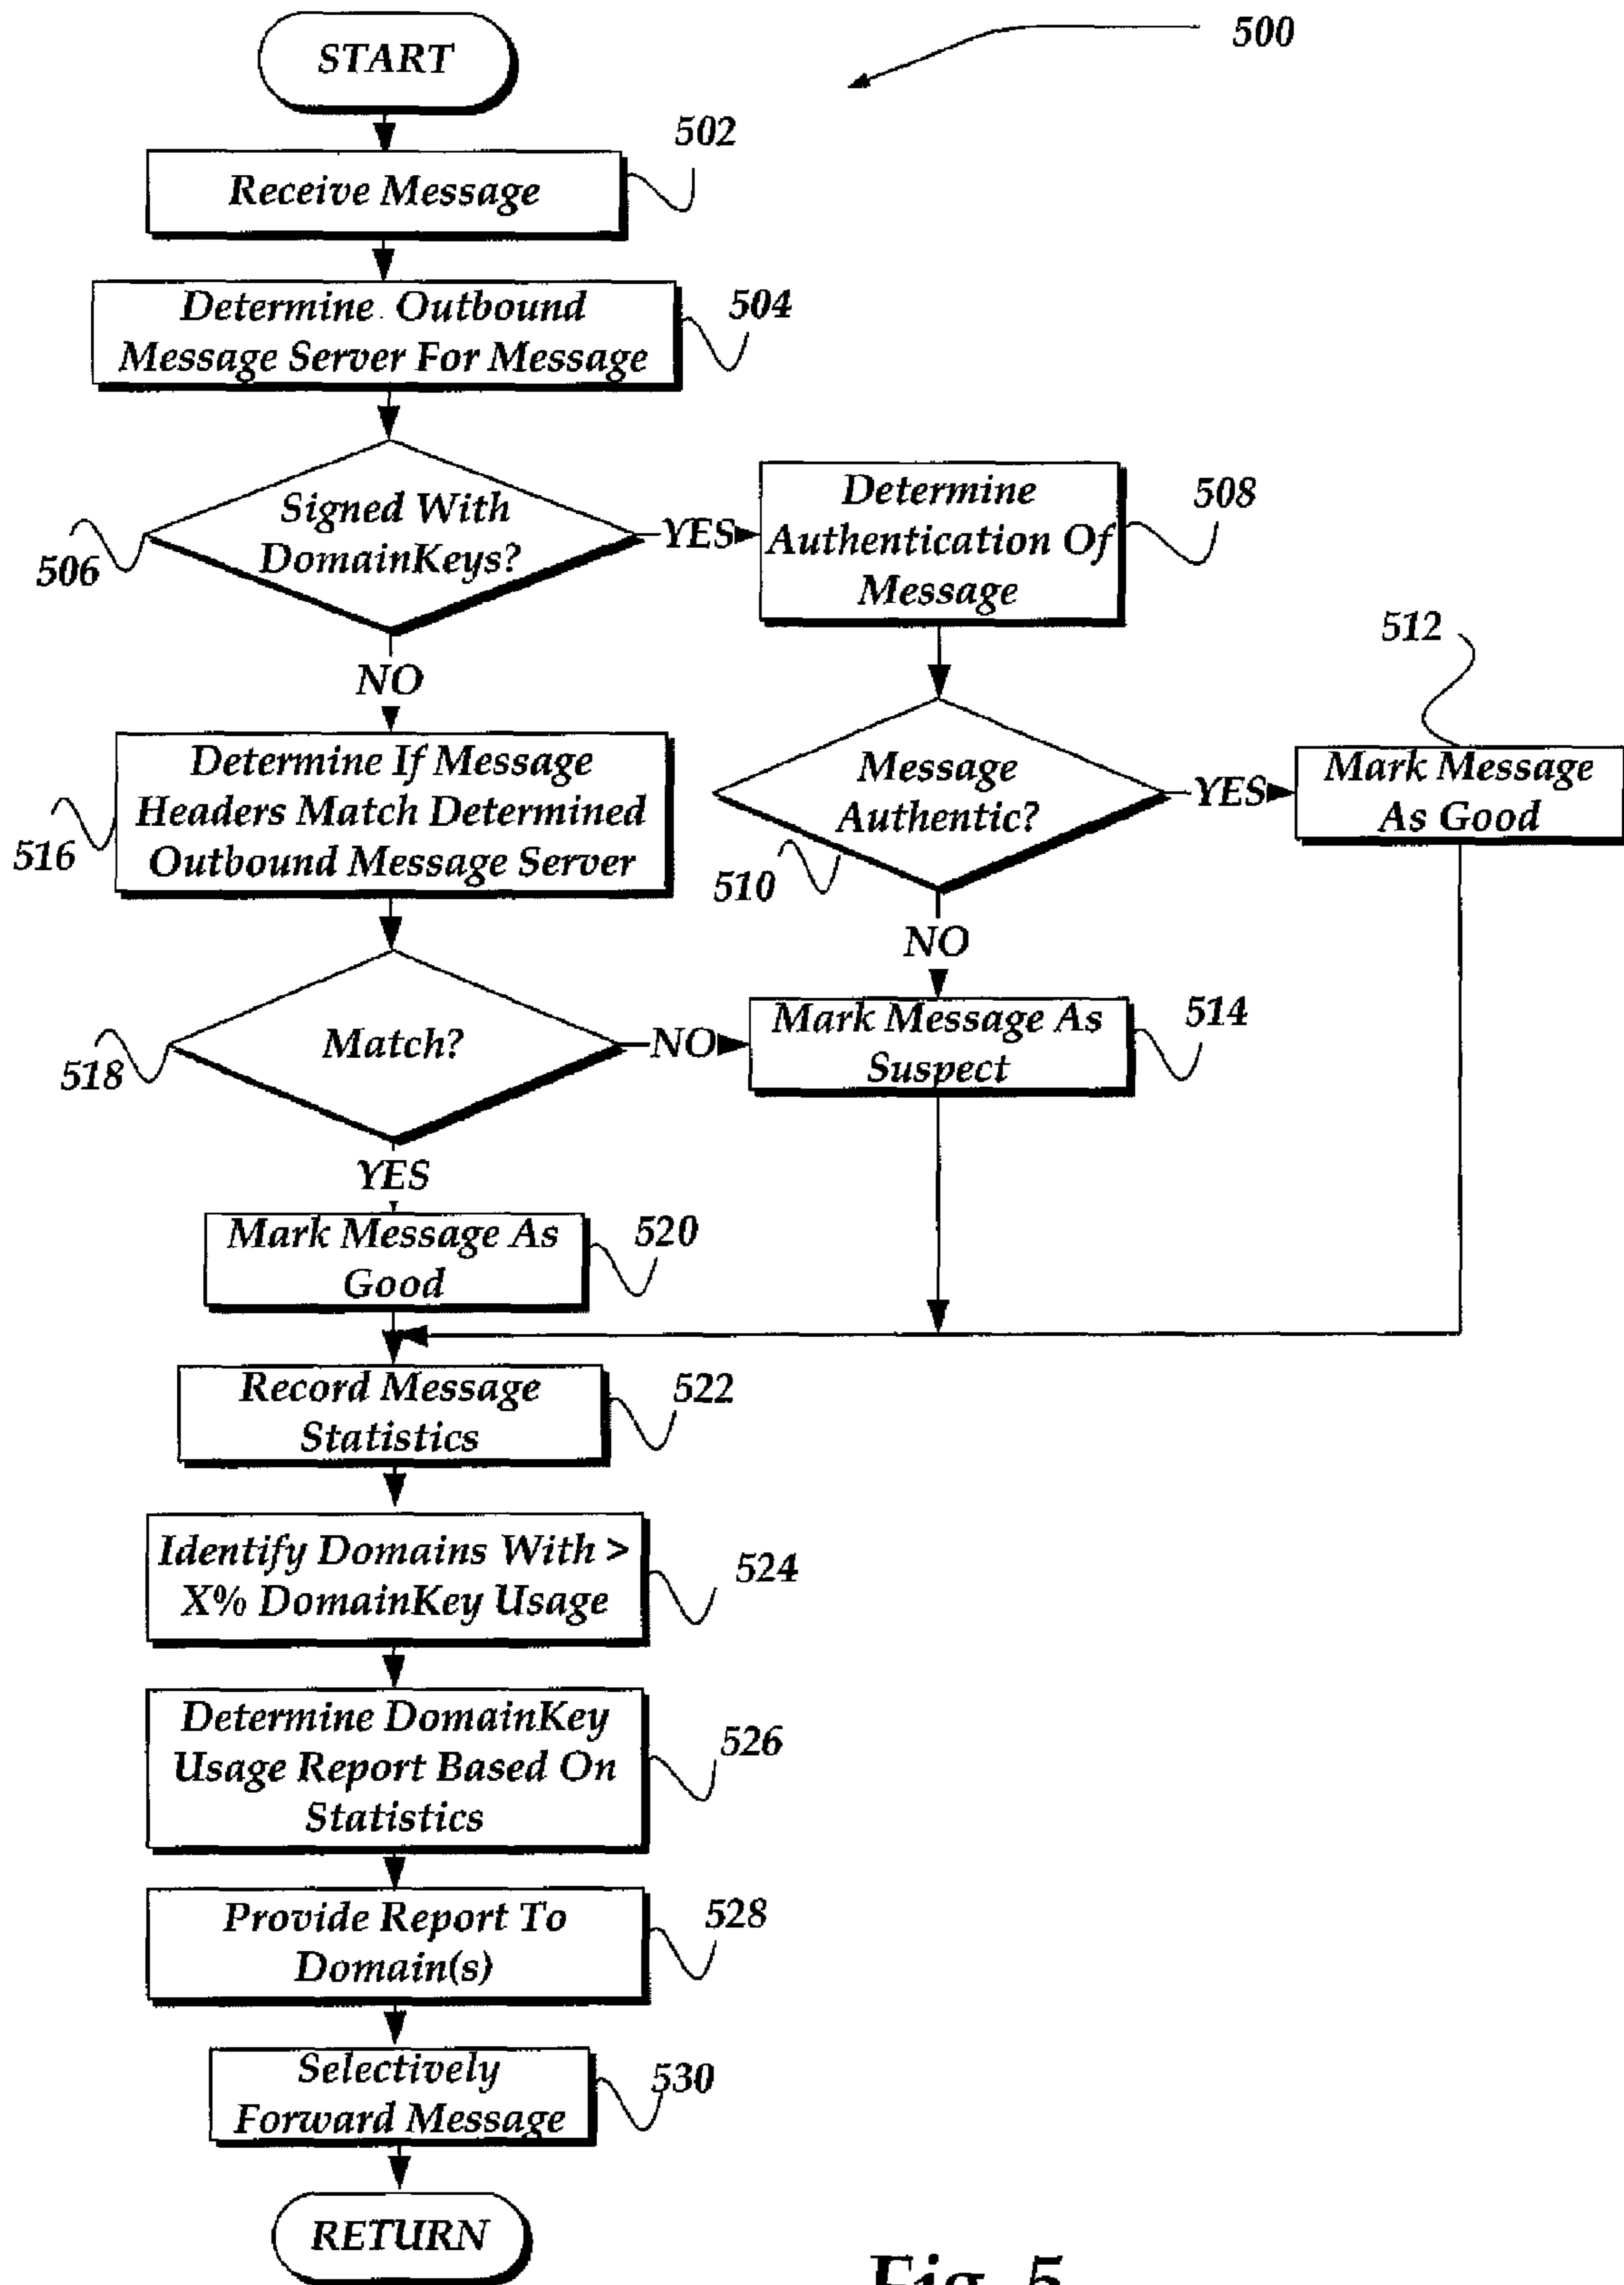 START
500
502
Receive Message
Determine Outbound
Message Server For Message
504
Signed With
DomainKeys?
506
YES
Determine
Authentication Of
Message
508
NO
512
Determine If Message
Headers Match Determined
Outbound Message Server
516
Message
Authentic?
510
YES
Mark Message
As Good
NO
Match?
518
NO
Mark Message As
Suspect
514
YES
Mark Message As
Good
520
Record Message
Statistics
522
Identify Domains With >
X% DomainKey Usage
524
Determine DomainKey
Usage Report Based On
Statistics
526
Provide Report To
Domain(s)
528
Selectively
Forward Message
530
RETURN
Fig. 5